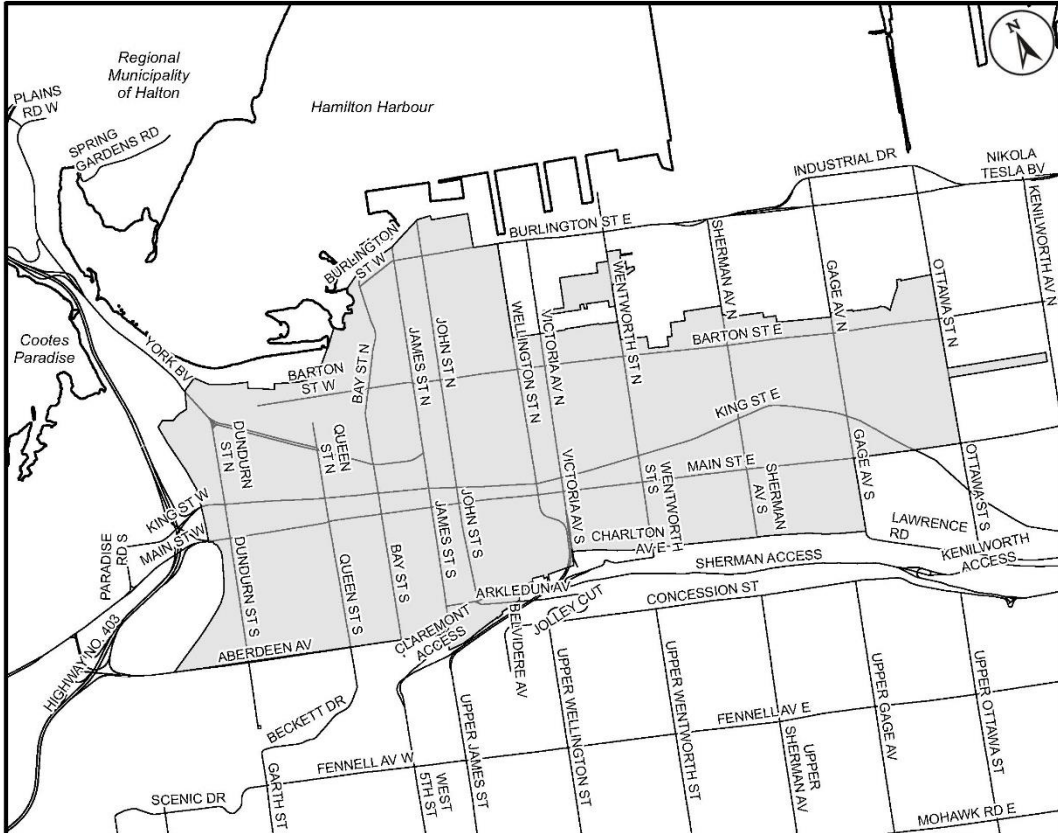 N
Regional
Municipality
of Halton
PLAINS
RD W
SPRING
GARDENS RD
Hamilton Harbour
INDUSTRIAL DR
NIKOLA
TESLA BV
KENILWORTH AV N
BURLINGTON
ST W
BURLINGTON ST E
SHERMAN AV N
GAGE AV N
OTTAWA ST N
WENTWORTH ST N
WELLINGTON ST N
VICTORIA AV N
JOHN ST N
JAMES ST N
BAY ST N
Cootes
Paradise
YORK BV
BARTON
ST W
BARTON ST E
KING ST E
DUNDURN
ST N
QUEEN
ST N
MAIN ST E
GAGE AV S
OTTAWA ST S
KING ST W
MAIN ST W
PARADISE
RD S
DUNDURN ST S
QUEEN ST S
BAY ST S
JAMES ST S
JOHN ST S
VICTORIA AV S
WENTWORTH
ST S
SHERMAN
AV S
CHARLTON
AV E
LAWRENCE
RD
KENILWORTH
ACCESS
SHERMAN ACCESS
ARKLEDUN AV
CONCESSION ST
JOLLEY CUT
BELVIDERE AV
CLAREMONT
ACCESS
ABERDEEN AV
HIGHWAY NO. 403
BECKETT DR
FENNELL AV W
FENNELL AV E
SCENIC DR
GARTH ST
WEST
5TH ST
UPPER JAMES ST
UPPER WELLINGTON ST
UPPER WENTWORTH ST
UPPER
SHERMAN AV
UPPER GAGE AV
UPPER OTTAWA ST
MOHAWK RD E